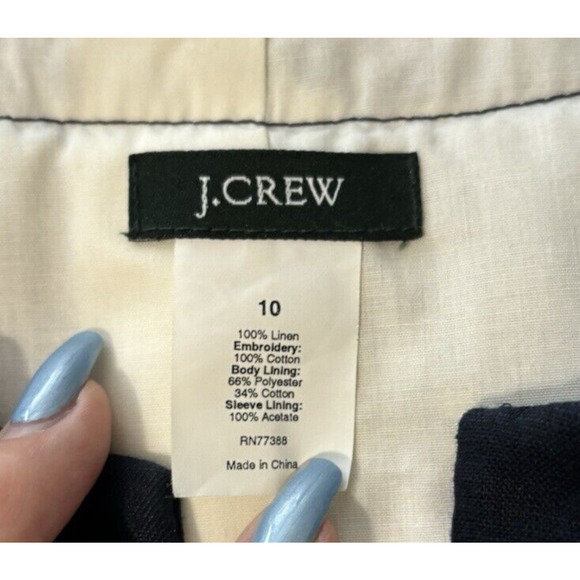 J.CREW
10
100% Linen
Embroidery:
100% Cotton
Body Lining:
66% Polyester
34% Cotton
Sleeve Lining:
100% Acetate
RN77388
Made in China